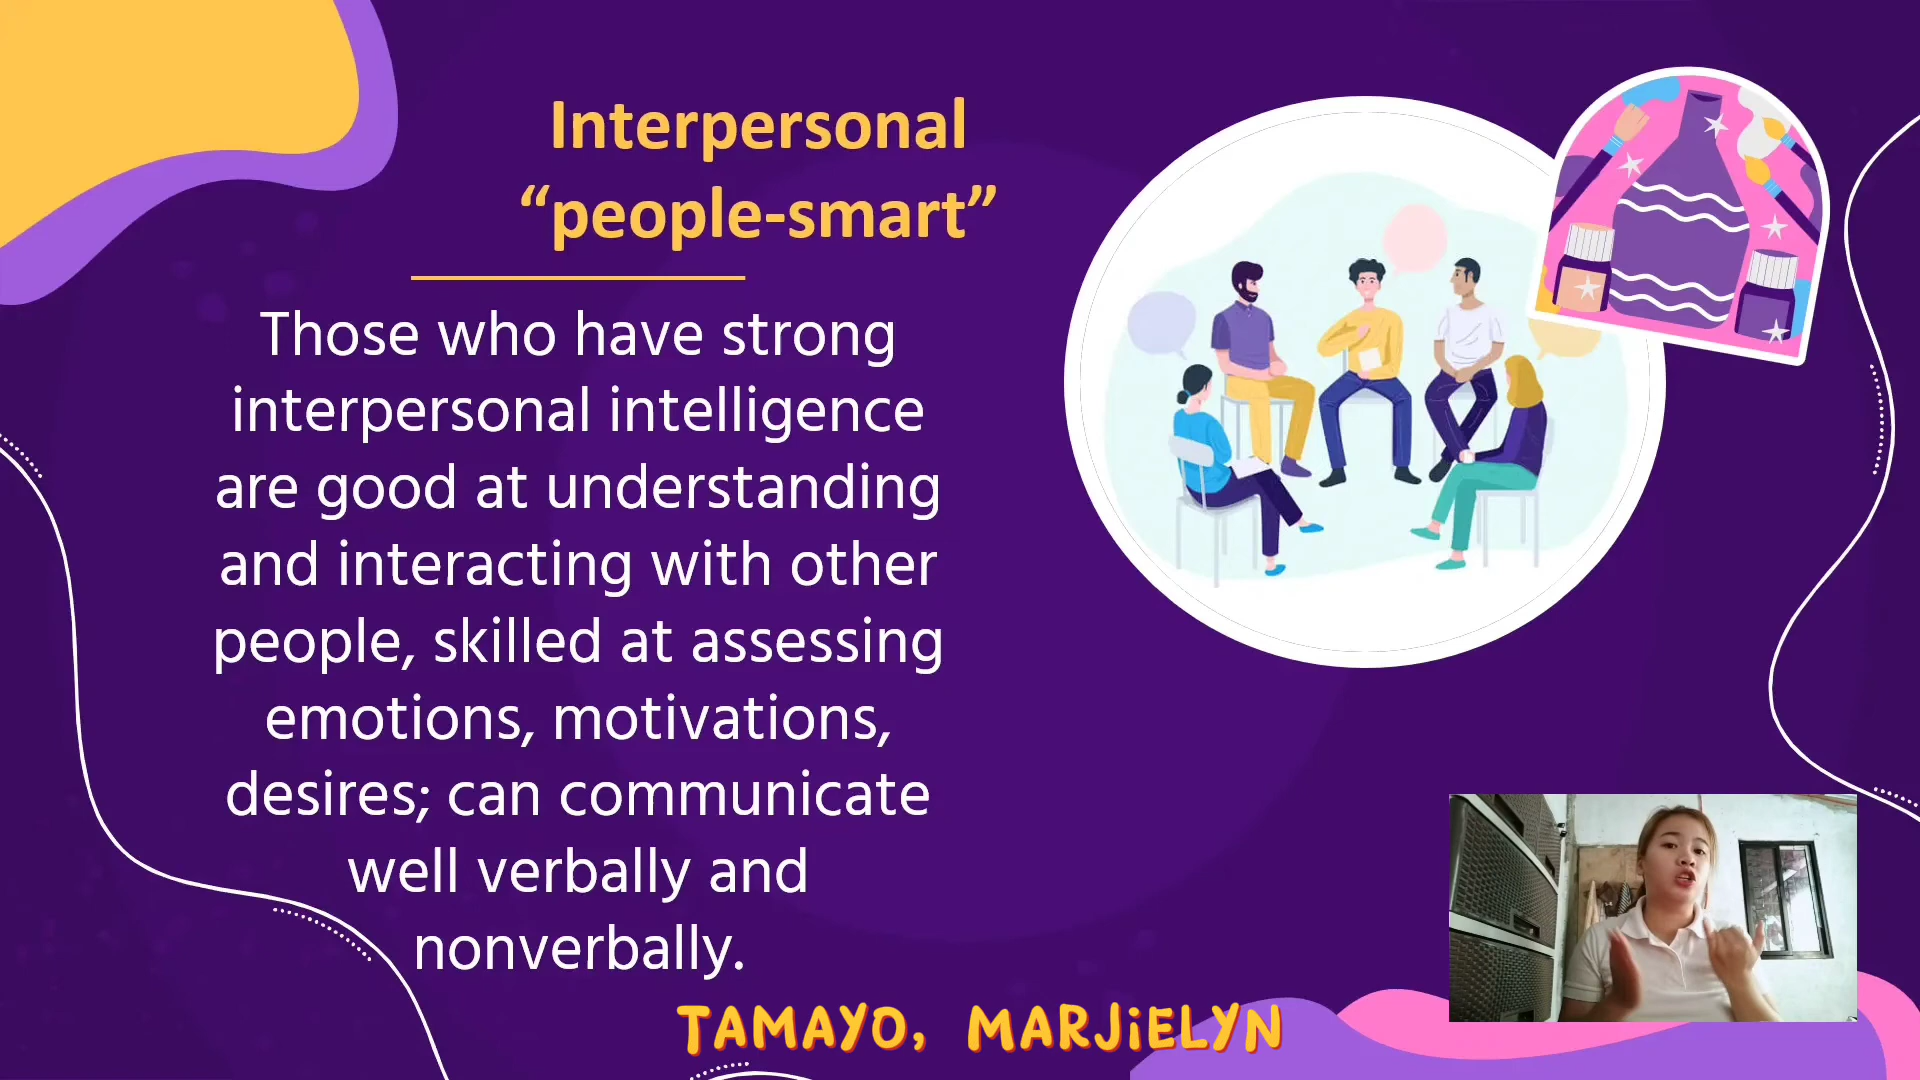 Interpersonal
“people-smart”
Those who have strong
interpersonal intelligence
are good at understanding
and interacting with other
people, skilled at assessing
emotions, motivations,
desires; can communicate
well verbally and
nonverbally.
TAMAYO, MARJiELYN